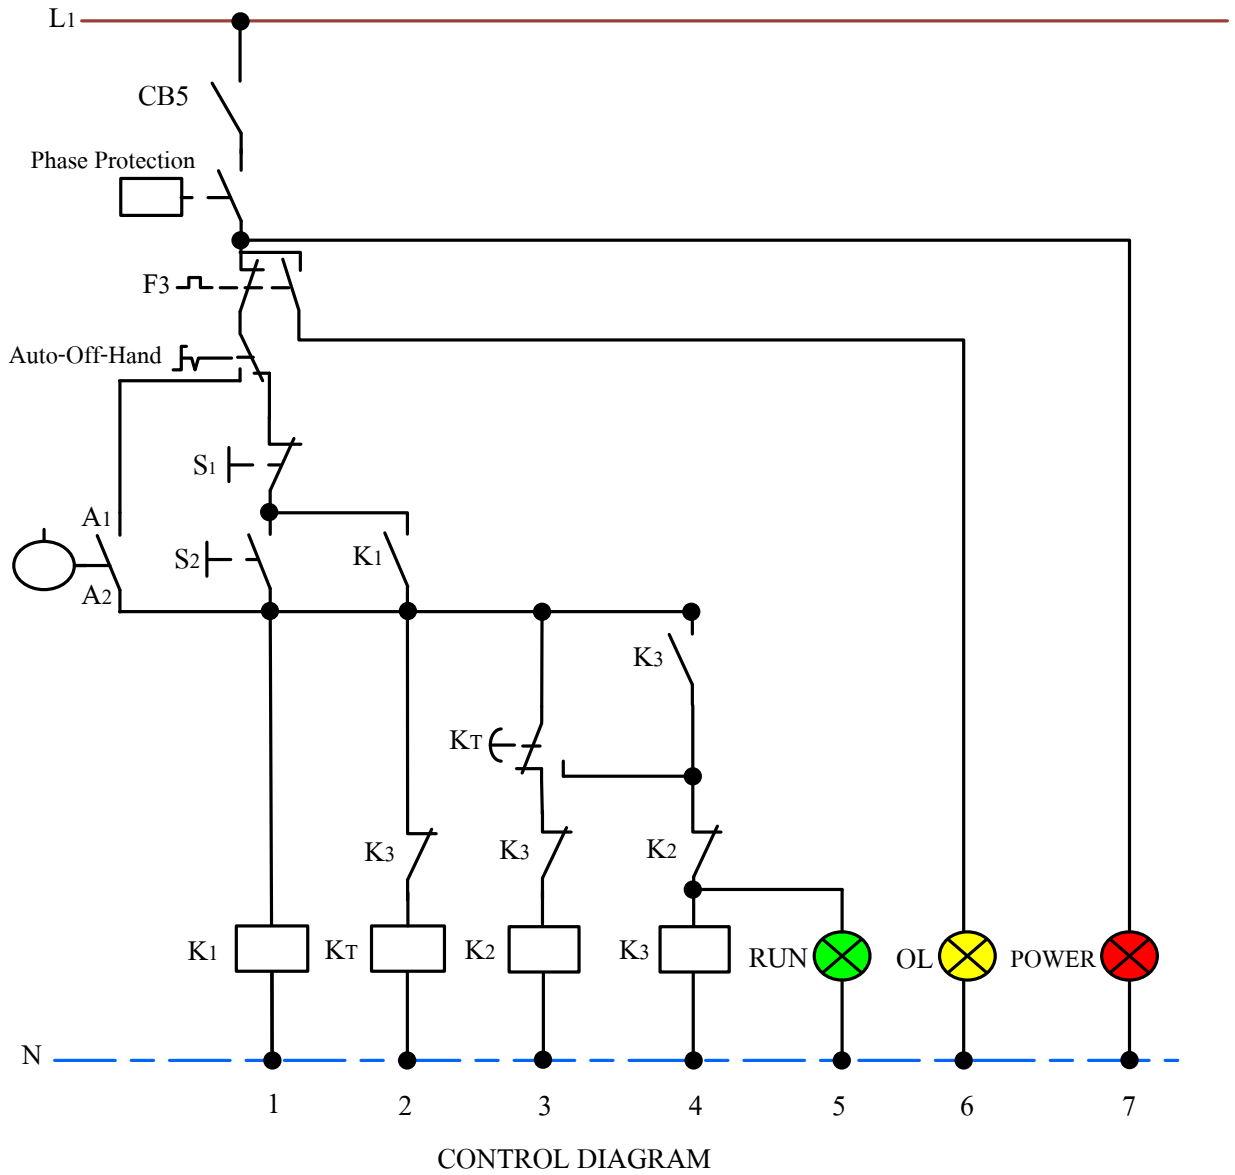 L1
CB5
Phase Protection
F3
Auto-Off-Hand
S1
A1
S2
K1
A2
K3
KT
K3
K3
K2
K1
KT
K2
K3
RUN
OL
POWER
N
1 2 3 4 5 6 7
CONTROL DIAGRAM